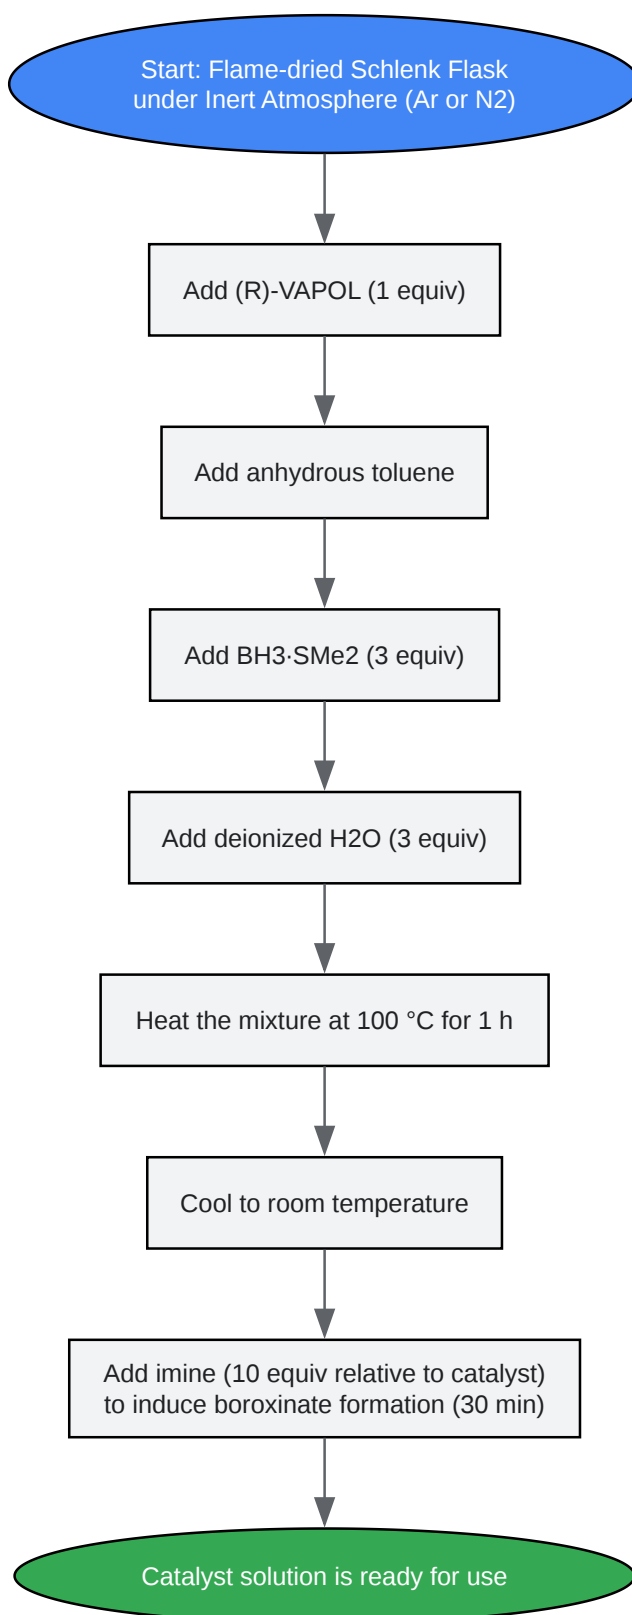 Start: Flame-dried Schlenk Flask
under Inert Atmosphere (Ar or N2)
Add (R)-VAPOL (1 equiv)
Add anhydrous toluene
Add BH3·SMe2 (3 equiv)
Add deionized H2O (3 equiv)
Heat the mixture at 100 °C for 1 h
Cool to room temperature
Add imine (10 equiv relative to catalyst)
to induce boroxinate formation (30 min)
Catalyst solution is ready for use